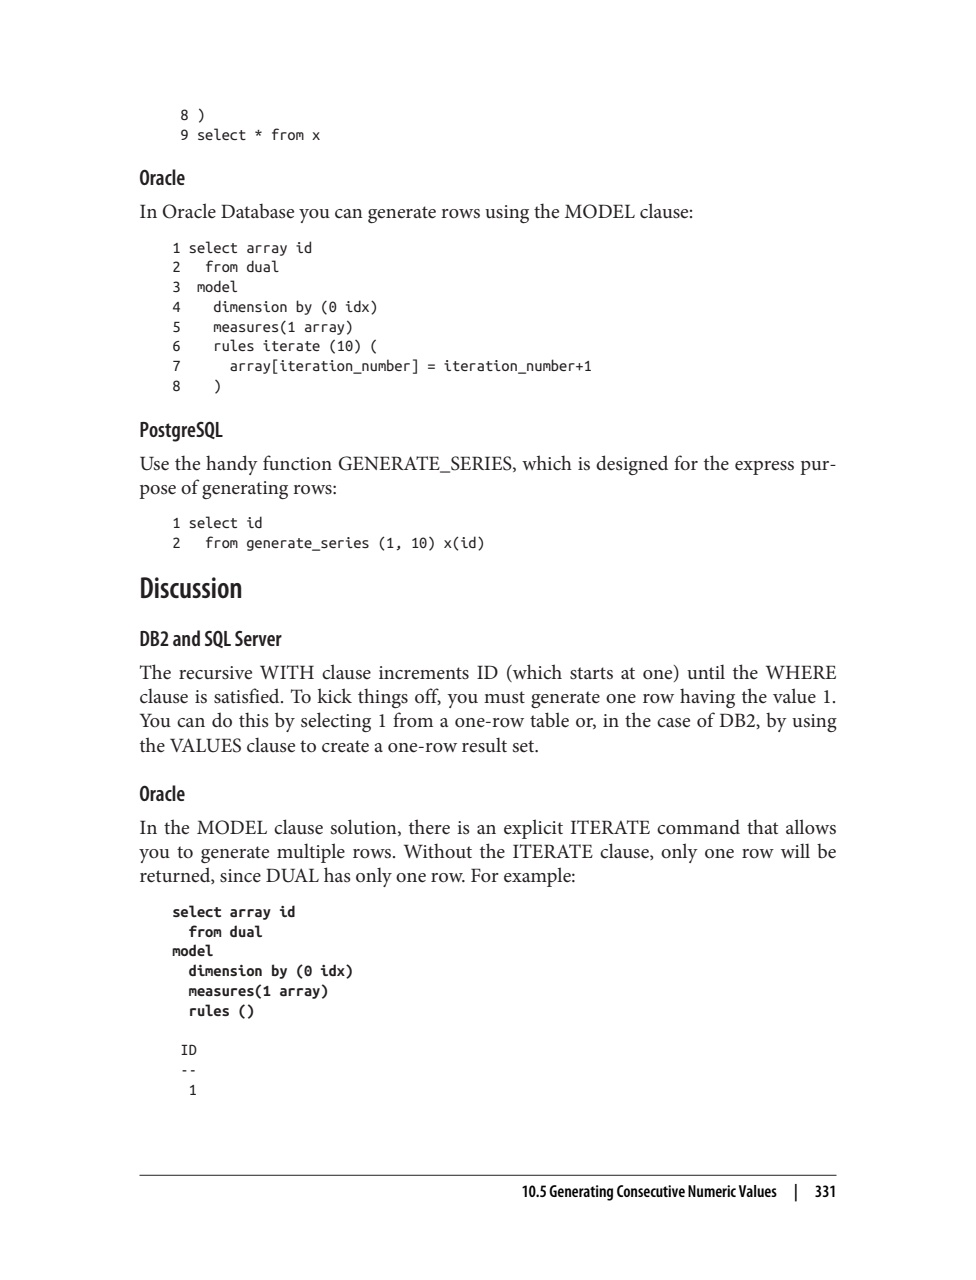 8 )
9 select * from x
Oracle
In Oracle Database you can generate rows using the MODEL clause:
1 select array id
2   from dual
3  model
4    dimension by (0 idx)
5    measures(1 array)
6    rules iterate (10) (
7      array[iteration_number] = iteration_number+1
8    )
PostgreSQL
Use the handy function GENERATE_SERIES, which is designed for the express pur-
pose of generating rows:
1 select id
2   from generate_series (1, 10) x(id)
Discussion
DB2 and SQL Server
The recursive WITH clause increments ID (which starts at one) until the WHERE
clause is satisfied. To kick things off, you must generate one row having the value 1.
You can do this by selecting 1 from a one-row table or, in the case of DB2, by using
the VALUES clause to create a one-row result set.
Oracle
In the MODEL clause solution, there is an explicit ITERATE command that allows
you to generate multiple rows. Without the ITERATE clause, only one row will be
returned, since DUAL has only one row. For example:
select array id
  from dual
model
  dimension by (0 idx)
  measures(1 array)
  rules ()
ID
--
1
10.5 Generating Consecutive Numeric Values | 331